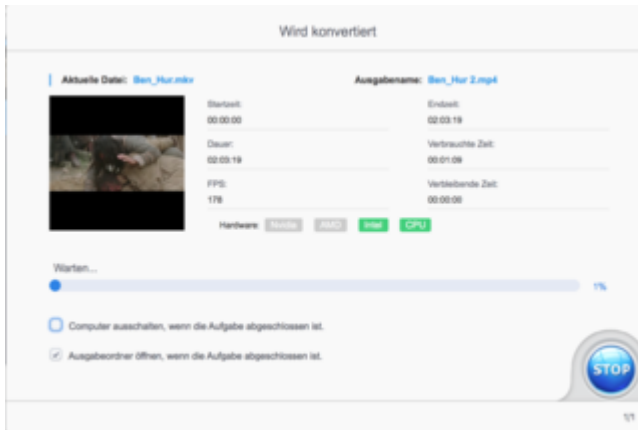 Wird konvertiert
Aktuelle Datei: Ben_Hur.mkv
Ausgabename: Ben_Hur 2.mp4
Startzeit:
00:00:00
Endzeit:
02:03:19
Dauer:
02:03:19
Verbrauchte Zeit:
00:01:09
FPS:
178
Verbleibende Zeit:
00:00:00
Hardware: Nvidia AMD Intel CPU
Warten...
1%
Computer ausschalten, wenn die Aufgabe abgeschlossen ist.
Ausgabeordner öffnen, wenn die Aufgabe abgeschlossen ist.
STOP
1/1